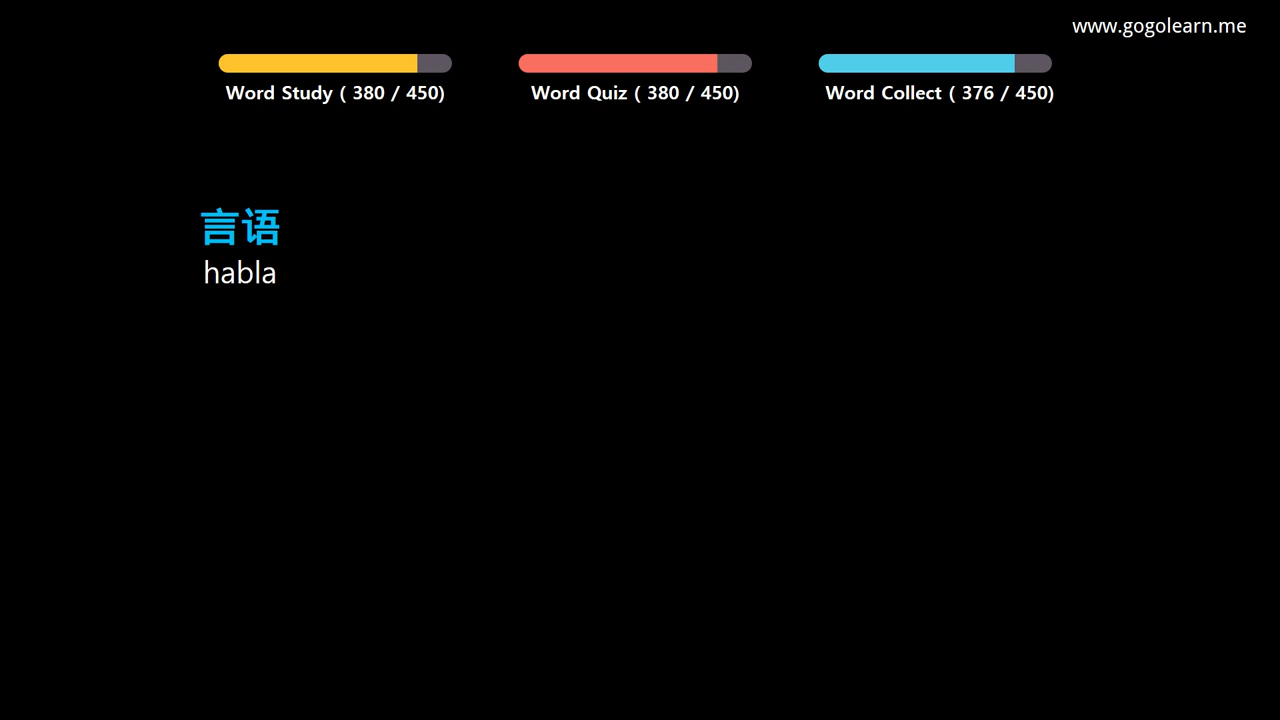 www.gogolearn.me
Word Study ( 380 / 450)
Word Quiz ( 380 / 450)
Word Collect ( 376 / 450)
言语
habla